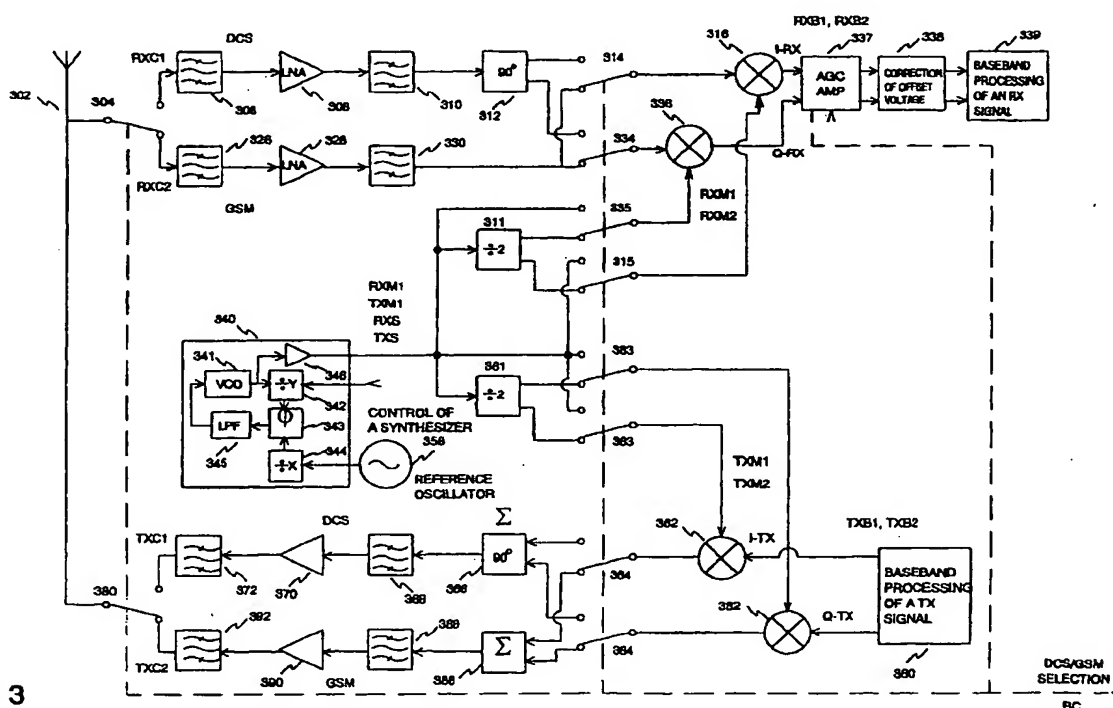 RXB1, RXB2
DCS
316
I-RX
337
338
339
RXC1
LNA
90°
314
AGC
AMP
CORRECTION
OF OFFSET
VOLTAGE
BASEBAND
PROCESSING
OF AN RX
SIGNAL
302
304
306
308
310
312
336
326
328
330
334
LNA
Q-RX
RXC2
GSM
RXM1
RXM2
335
311
÷2
315
RXM1
TXM1
RXS
TXS
340
341
346
VCO
÷Y
342
383
381
÷2
LPF
343
CONTROL OF
A SYNTHESIZER
363
345
344
÷X
358
REFERENCE
OSCILLATOR
TXM1
TXM2
DCS
Σ
TXB1, TXB2
TXC1
90°
362
I-TX
372
370
368
366
364
BASEBAND
PROCESSING
OF A TX
SIGNAL
380
392
389
382
Q-TX
TXC2
Σ
390
GSM
384
DCS/GSM
SELECTION
3
BC